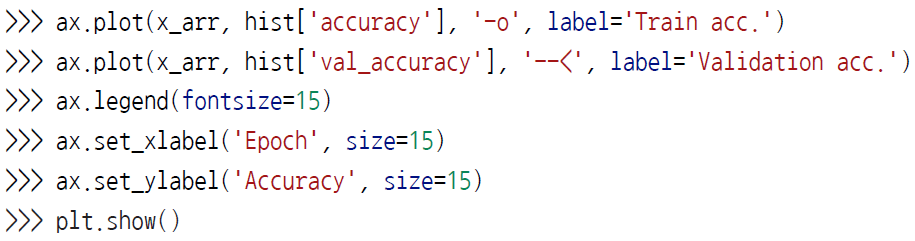 >>> ax.plot(x_arr, hist['accuracy'], '-o', label='Train acc.')
>>> ax.plot(x_arr, hist['val_accuracy'], '--<', label='Validation acc.')
>>> ax.legend(fontsize=15)
>>> ax.set_xlabel('Epoch', size=15)
>>> ax.set_ylabel('Accuracy', size=15)
>>> plt.show()